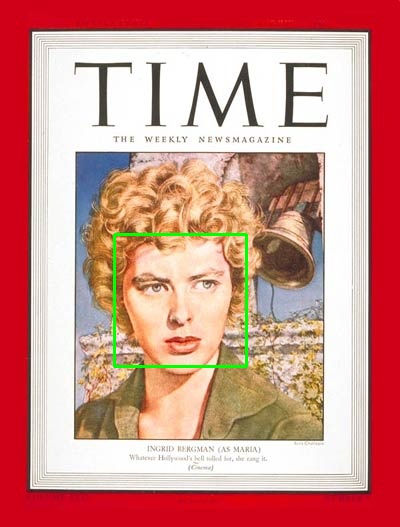 TIME
THE WEEKLY NEWSMAGAZINE
INGRID BERGMAN (AS MARIA)
Whatever Hollywood's bell tolled for, she rang it.
(Cinema)